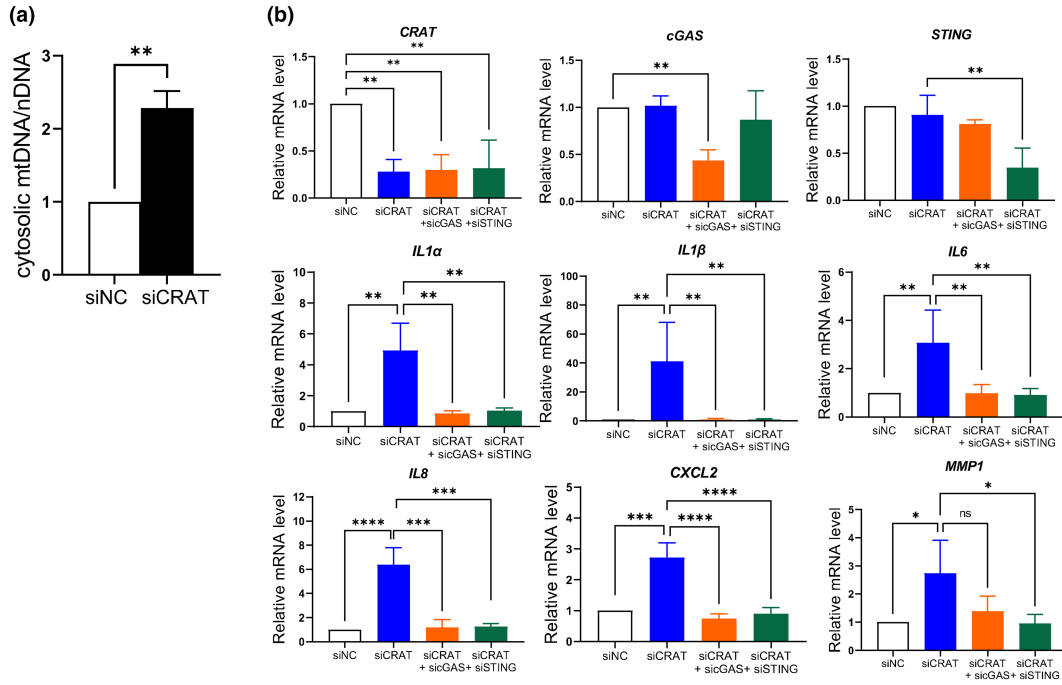 (a)
cytosolic mtDNA/nDNA
3
2
1
0
**
siNC
siCRAT
(b)
CRAT
Relative mRNA level
1.5
1.0
0.5
0.0
**
**
**
siNC
siCRAT
siCRAT
+sicGAS
siCRAT
+siSTING
cGAS
Relative mRNA level
1.5
1.0
0.5
0.0
**
siNC
siCRAT
siCRAT
+ sicGAS
siCRAT
+ siSTING
STING
Relative mRNA level
1.5
1.0
0.5
0.0
**
siNC
siCRAT
siCRAT
+ sicGAS
siCRAT
+ siSTING
IL1α
Relative mRNA level
10
8
6
4
2
0
**
**
**
siNC
siCRAT
siCRAT
+ sicGAS
siCRAT
+ siSTING
IL1β
Relative mRNA level
100
80
60
40
20
0
**
**
**
siNC
siCRAT
siCRAT
+ sicGAS
siCRAT
+ siSTING
IL6
Relative mRNA level
6
4
2
0
**
**
**
siNC
siCRAT
siCRAT
+ sicGAS
siCRAT
+ siSTING
IL8
Relative mRNA level
12
10
8
6
4
2
0
***
****
***
siNC
siCRAT
siCRAT
+ sicGAS
siCRAT
+ siSTING
CXCL2
Relative mRNA level
5
4
3
2
1
0
****
***
****
siNC
siCRAT
siCRAT
+ sicGAS
siCRAT
+ siSTING
MMP1
Relative mRNA level
5
4
3
2
1
0
*
*
ns
siNC
siCRAT
siCRAT
+ sicGAS
siCRAT
+ siSTING